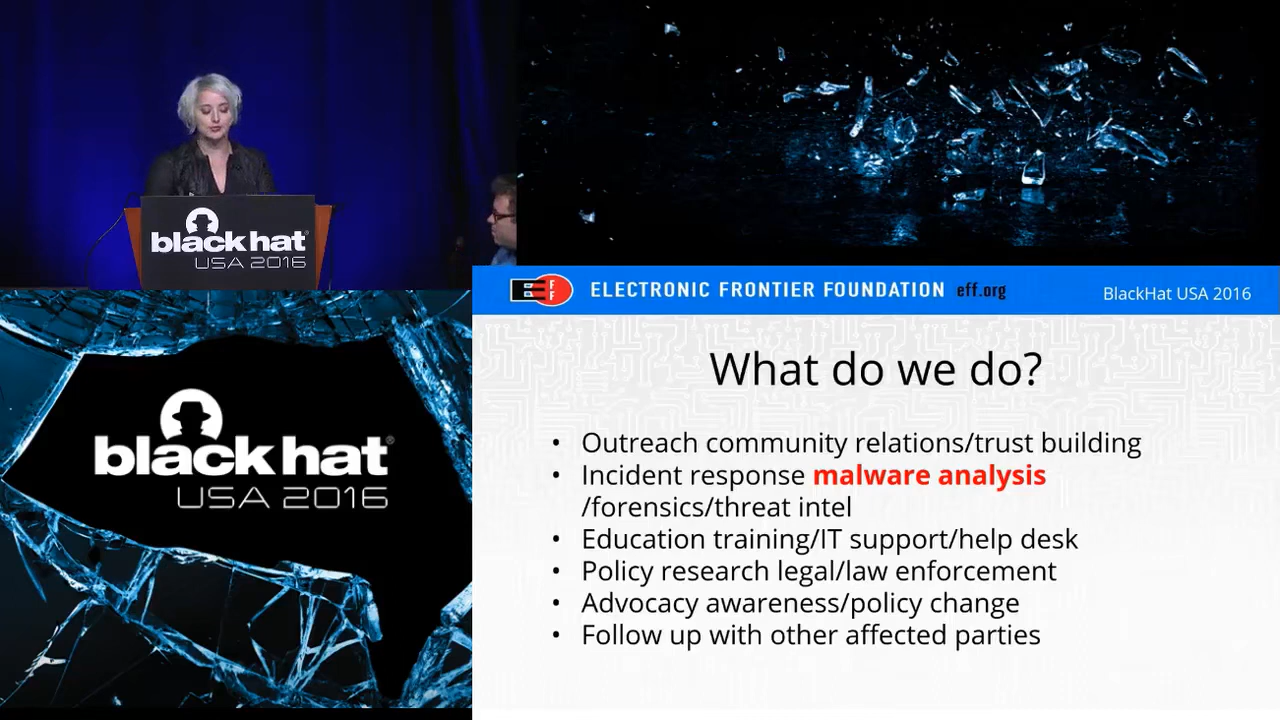 black hat
USA 2016
black hat®
USA 2016
EFF ELECTRONIC FRONTIER FOUNDATION eff.org
BlackHat USA 2016
What do we do?
• Outreach community relations/trust building
• Incident response malware analysis
/forensics/threat intel
• Education training/IT support/help desk
• Policy research legal/law enforcement
• Advocacy awareness/policy change
• Follow up with other affected parties